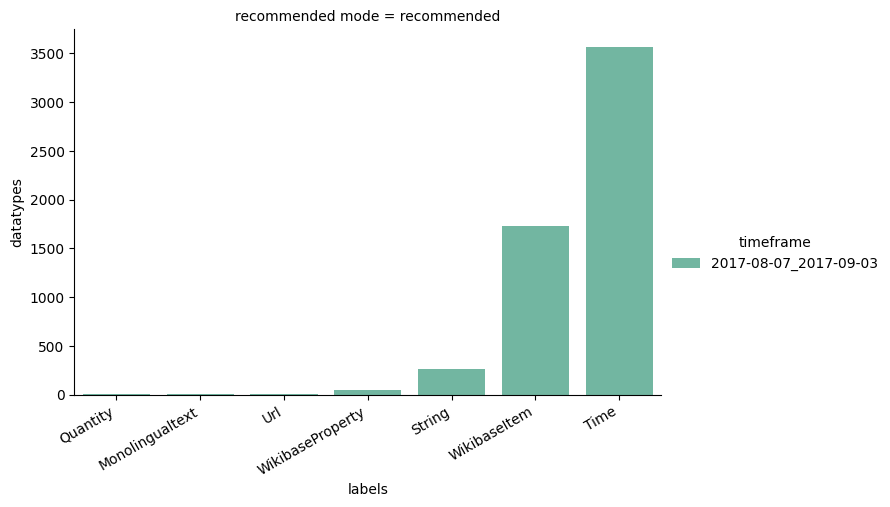 recommended mode = recommended
datatypes
3500
3000
2500
2000
1500
1000
500
0
Quantity
Monolingualtext
Url
WikibaseProperty
String
WikibaseItem
Time
labels
timeframe
2017-08-07_2017-09-03